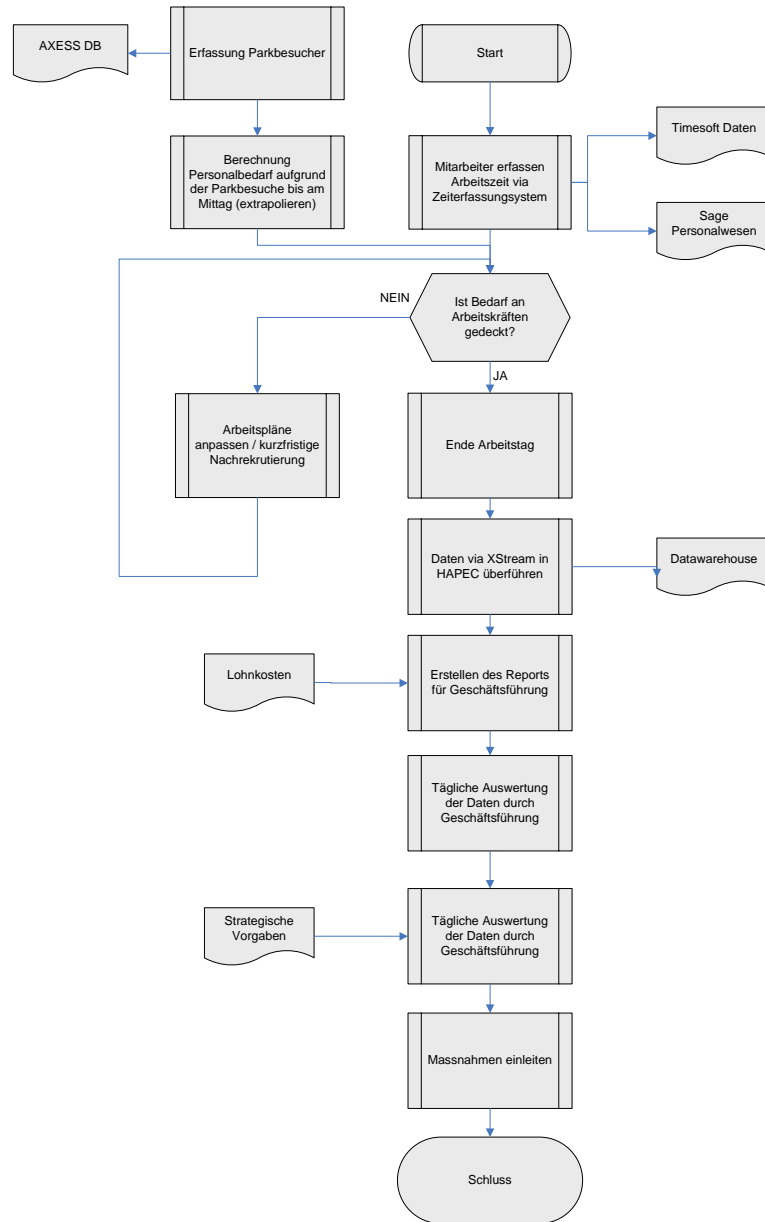 AXESS DB
Erfassung Parkbesucher
Start
Berechnung
Personalbedarf aufgrund
der Parkbesuche bis am
Mittag (extrapolieren)
Mitarbeiter erfassen
Arbeitszeit via
Zeiterfassungsystem
Timesoft Daten
Sage
Personalwesen
NEIN
Ist Bedarf an
Arbeitskräften
gedeckt?
JA
Arbeitspläne
anpassen / kurzfristige
Nachrekrutierung
Ende Arbeitstag
Daten via XStream in
HAPEC überführen
Datawarehouse
Lohnkosten
Erstellen des Reports
für Geschäftsführung
Tägliche Auswertung
der Daten durch
Geschäftsführung
Strategische
Vorgaben
Tägliche Auswertung
der Daten durch
Geschäftsführung
Massnahmen einleiten
Schluss